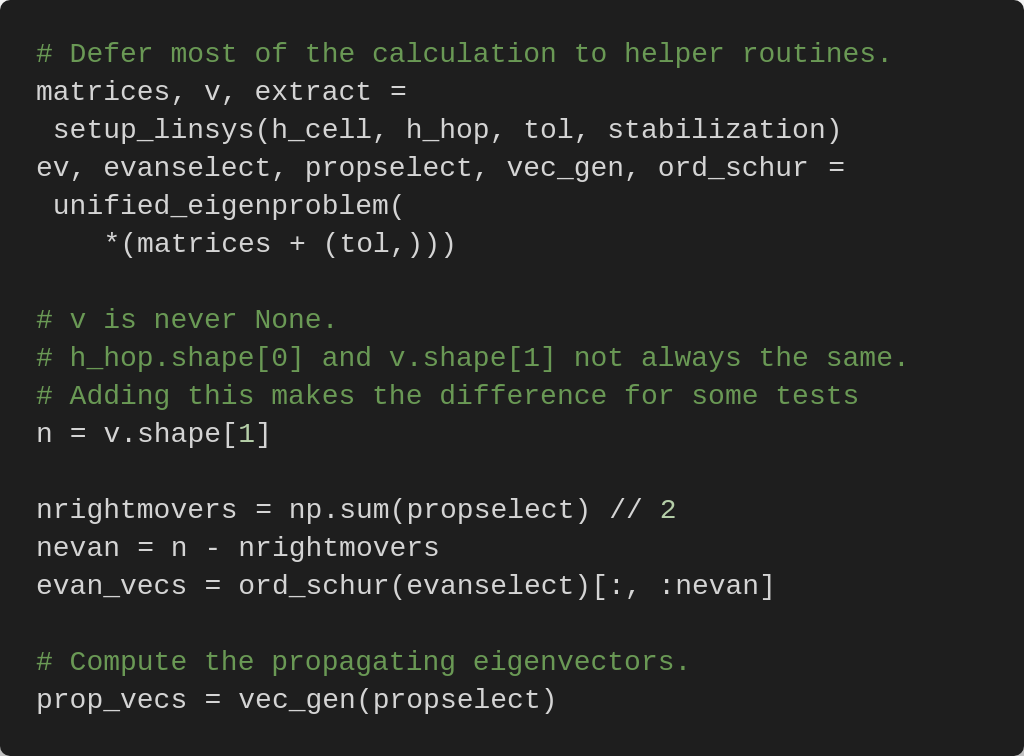 # Defer most of the calculation to helper routines.
matrices, v, extract =
 setup_linsys(h_cell, h_hop, tol, stabilization)
ev, evanselect, propselect, vec_gen, ord_schur =
 unified_eigenproblem(
    *(matrices + (tol,)))

# v is never None.
# h_hop.shape[0] and v.shape[1] not always the same.
# Adding this makes the difference for some tests
n = v.shape[1]

nrightmovers = np.sum(propselect) // 2
nevan = n - nrightmovers
evan_vecs = ord_schur(evanselect)[:, :nevan]

# Compute the propagating eigenvectors.
prop_vecs = vec_gen(propselect)